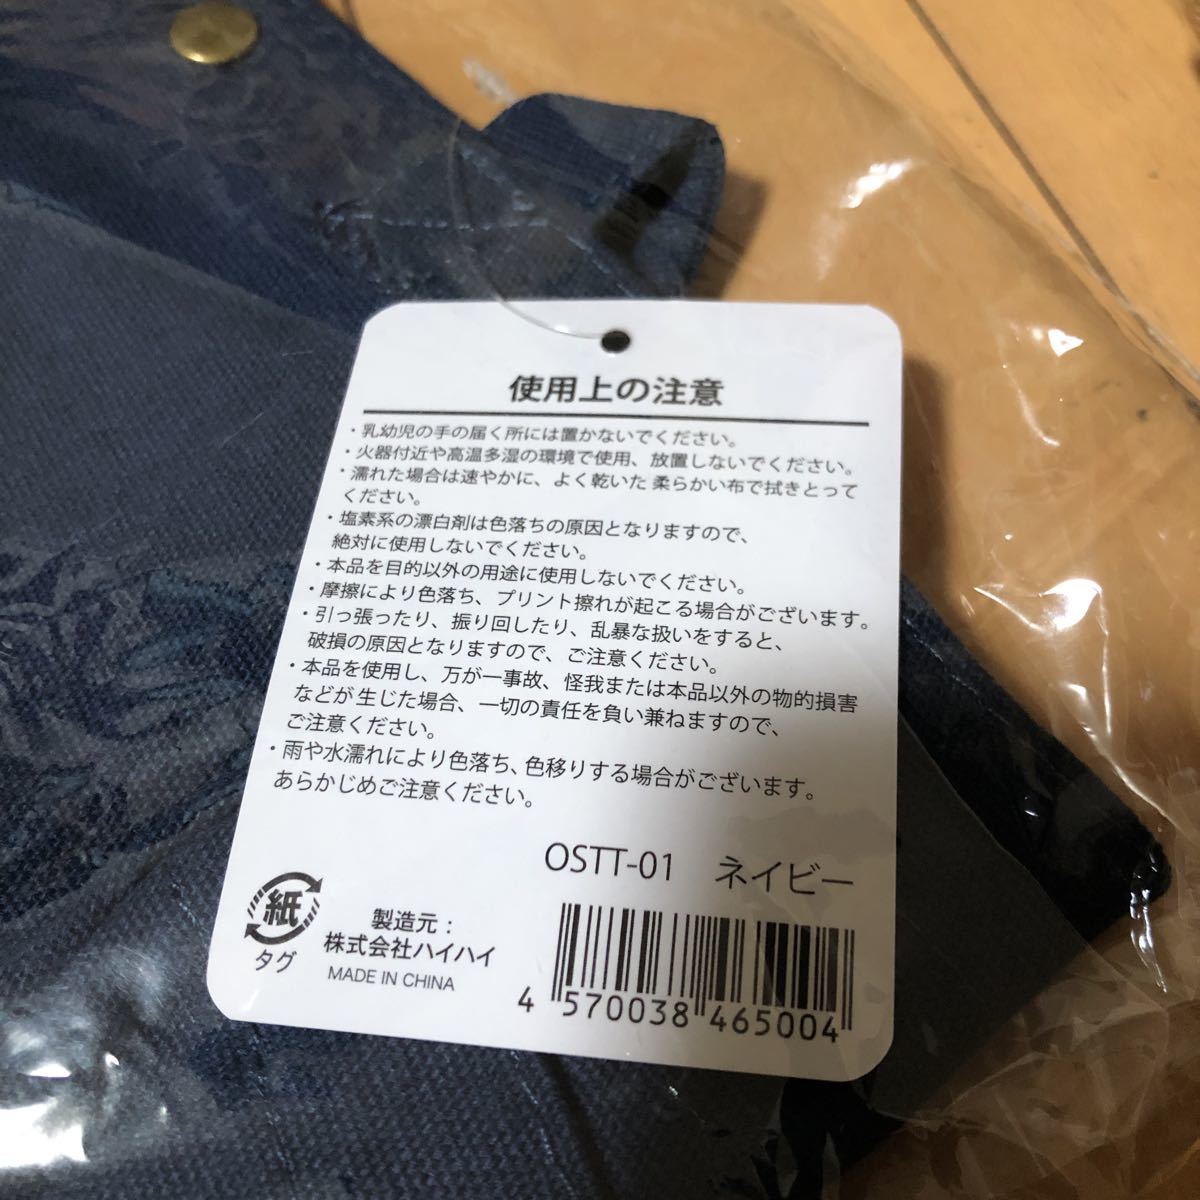 使用上の注意
・乳幼児の手の届く所には置かないでください。
・火器付近や高温多湿の環境で使用、放置しないでください。
・濡れた場合は速やかに、よく乾いた 柔らかい布で拭きとって
ください。
・塩素系の漂白剤は色落ちの原因となりますので、
絶対に使用しないでください。
・本品を目的以外の用途に使用しないでください。
・摩擦により色落ち、プリント擦れが起こる場合がございます。
・引っ張ったり、振り回したり、乱暴な扱いをすると、
破損の原因となりますので、ご注意ください。
・本品を使用し、万が一事故、怪我または本品以外の物的損害
などが生じた場合、一切の責任を負い兼ねますので、
ご注意ください。
・雨や水濡れにより色落ち、色移りする場合がございます。
あらかじめご注意ください。
OSTT-01 ネイビー
紙
タグ
製造元：
株式会社ハイハイ
MADE IN CHINA
4 570038 465004